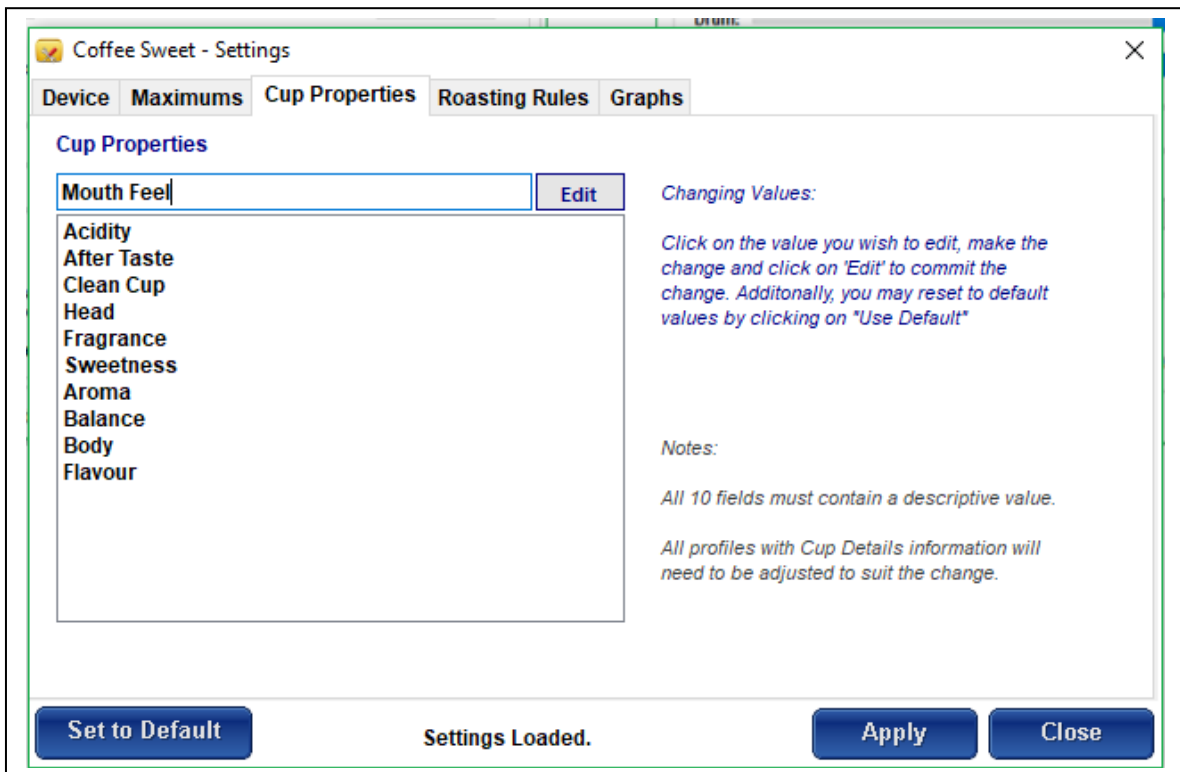 Drum:
Coffee Sweet - Settings
Device Maximums Cup Properties Roasting Rules Graphs
Cup Properties
Mouth Feel
Edit
Acidity
After Taste
Clean Cup
Head
Fragrance
Sweetness
Aroma
Balance
Body
Flavour
Changing Values:
Click on the value you wish to edit, make the
change and click on 'Edit' to commit the
change. Additonally, you may reset to default
values by clicking on "Use Default"
Notes:
All 10 fields must contain a descriptive value.
All profiles with Cup Details information will
need to be adjusted to suit the change.
Set to Default
Settings Loaded.
Apply
Close